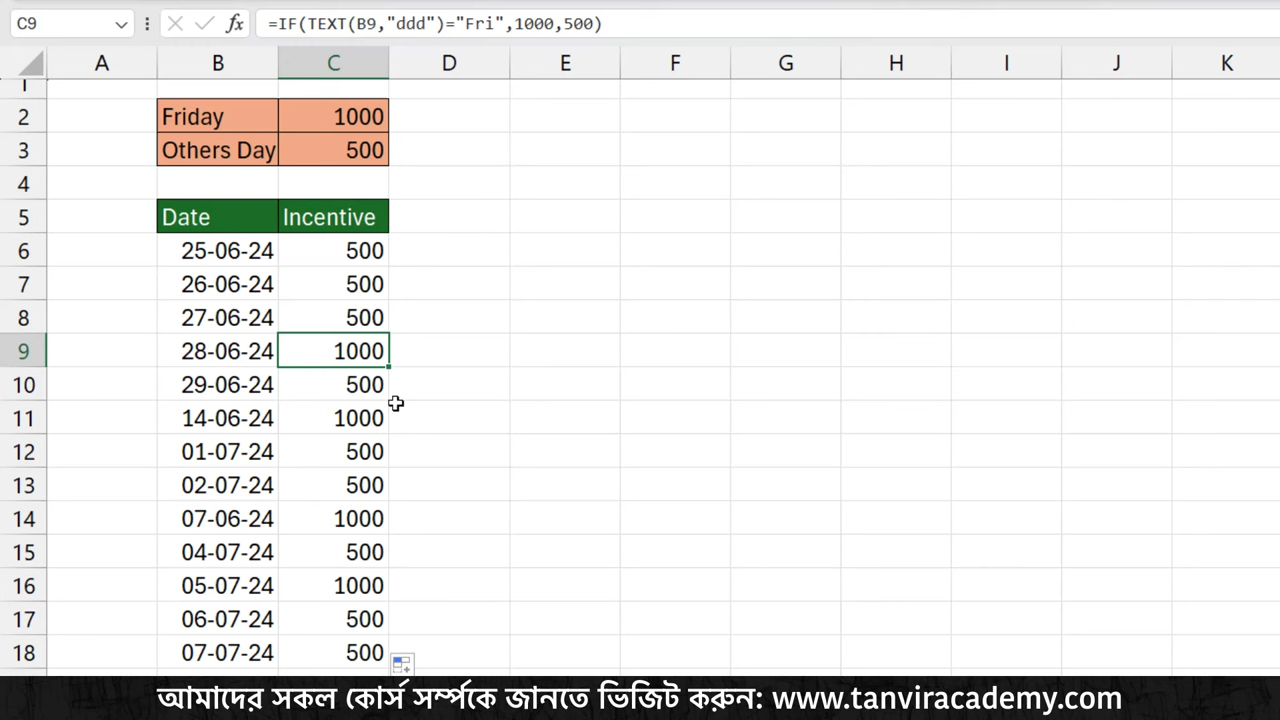 C9 fx =IF(TEXT(B9,"ddd")="Fri",1000,500)
A B C D E F G H I J K
1
2 Friday 1000
3 Others Day 500
4
5 Date Incentive
6 25-06-24 500
7 26-06-24 500
8 27-06-24 500
9 28-06-24 1000
10 29-06-24 500
11 14-06-24 1000
12 01-07-24 500
13 02-07-24 500
14 07-06-24 1000
15 04-07-24 500
16 05-07-24 1000
17 06-07-24 500
18 07-07-24 500
আমাদের সকল কোর্স সর্ম্পকে জানতে ভিজিট করুন: www.tanviracademy.com